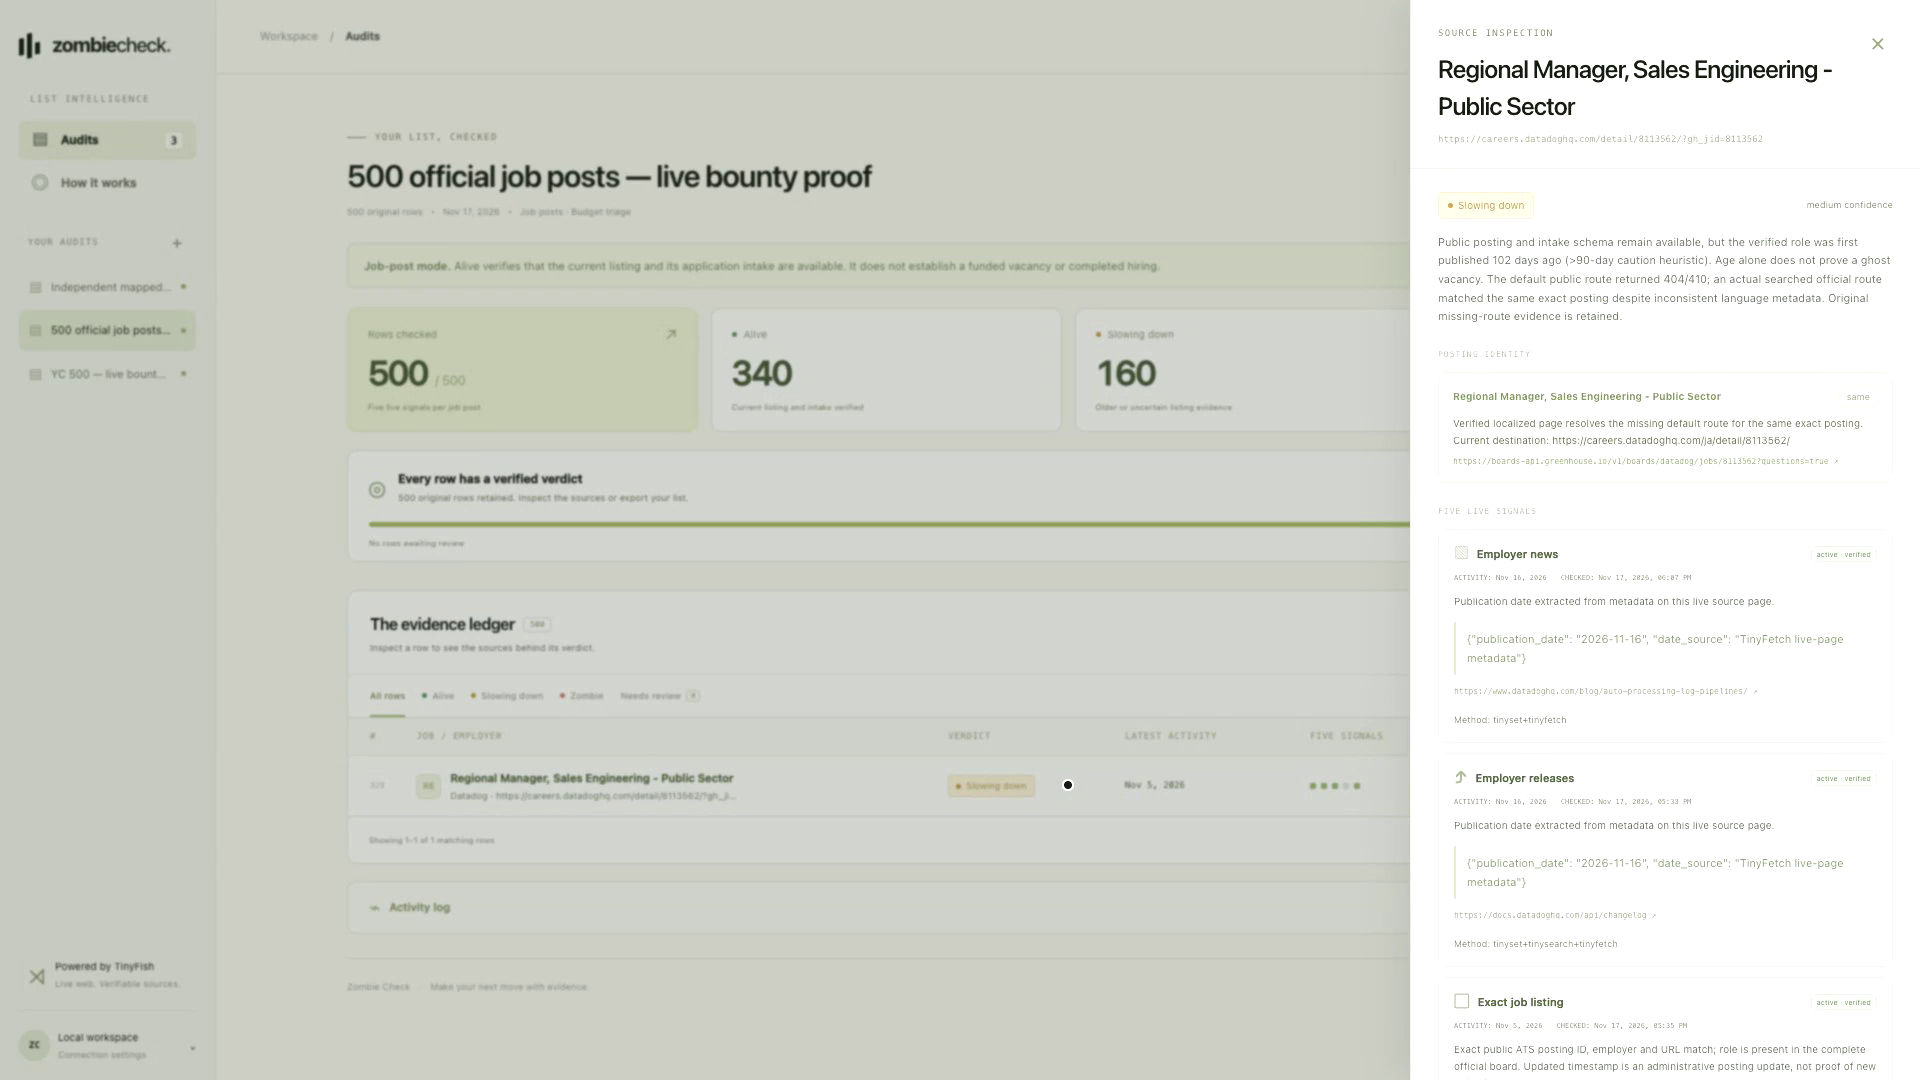 zombiecheck.
LIST INTELLIGENCE
Audits 3
How it works
YOUR AUDITS +
Independent mapped...
500 official job posts...
YC 500 — live bount...
Powered by TinyFish
Live web. Verifiable sources.
ZC
Local workspace
Connection settings
Workspace / Audits
YOUR LIST, CHECKED
500 official job posts — live bounty proof
500 original rows • Nov 17, 2026 • Job posts · Budget triage
Job-post mode. Alive verifies that the current listing and its application intake are available. It does not establish a funded vacancy or completed hiring.
Rows checked
500 / 500
Five live signals per job post
Alive
340
Current listing and intake verified
Slowing down
160
Older or uncertain listing evidence
Every row has a verified verdict
500 original rows retained. Inspect the sources or export your list.
No rows awaiting review
The evidence ledger 500
Inspect a row to see the sources behind its verdict.
All rows Alive Slowing down Zombie Needs review 4
# JOB / EMPLOYER VERDICT LATEST ACTIVITY FIVE SIGNALS
329 RE Regional Manager, Sales Engineering - Public Sector Slowing down Nov 5, 2026
Datadog · https://careers.datadoghq.com/detail/8113562/?gh_ji...
Showing 1–1 of 1 matching rows
Activity log
Zombie Check Make your next move with evidence.
SOURCE INSPECTION
Regional Manager, Sales Engineering -
Public Sector
https://careers.datadoghq.com/detail/8113562/?gh_jid=8113562
Slowing down medium confidence
Public posting and intake schema remain available, but the verified role was first
published 102 days ago (>90-day caution heuristic). Age alone does not prove a ghost
vacancy. The default public route returned 404/410; an actual searched official route
matched the same exact posting despite inconsistent language metadata. Original
missing-route evidence is retained.
POSTING IDENTITY
Regional Manager, Sales Engineering - Public Sector same
Verified localized page resolves the missing default route for the same exact posting.
Current destination: https://careers.datadoghq.com/ja/detail/8113562/
https://boards-api.greenhouse.io/v1/boards/datadog/jobs/8113562?questions=true ↗
FIVE LIVE SIGNALS
Employer news active · verified
ACTIVITY: Nov 16, 2026 CHECKED: Nov 17, 2026, 06:07 PM
Publication date extracted from metadata on this live source page.
{"publication_date": "2026-11-16", "date_source": "TinyFetch live-page
metadata"}
https://www.datadoghq.com/blog/auto-processing-log-pipelines/ ↗
Method: tinyset+tinyfetch
Employer releases active · verified
ACTIVITY: Nov 16, 2026 CHECKED: Nov 17, 2026, 05:33 PM
Publication date extracted from metadata on this live source page.
{"publication_date": "2026-11-16", "date_source": "TinyFetch live-page
metadata"}
https://docs.datadoghq.com/api/changelog ↗
Method: tinyset+tinysearch+tinyfetch
Exact job listing active · verified
ACTIVITY: Nov 5, 2026 CHECKED: Nov 17, 2026, 05:35 PM
Exact public ATS posting ID, employer and URL match; role is present in the complete
official board. Updated timestamp is an administrative posting update, not proof of new